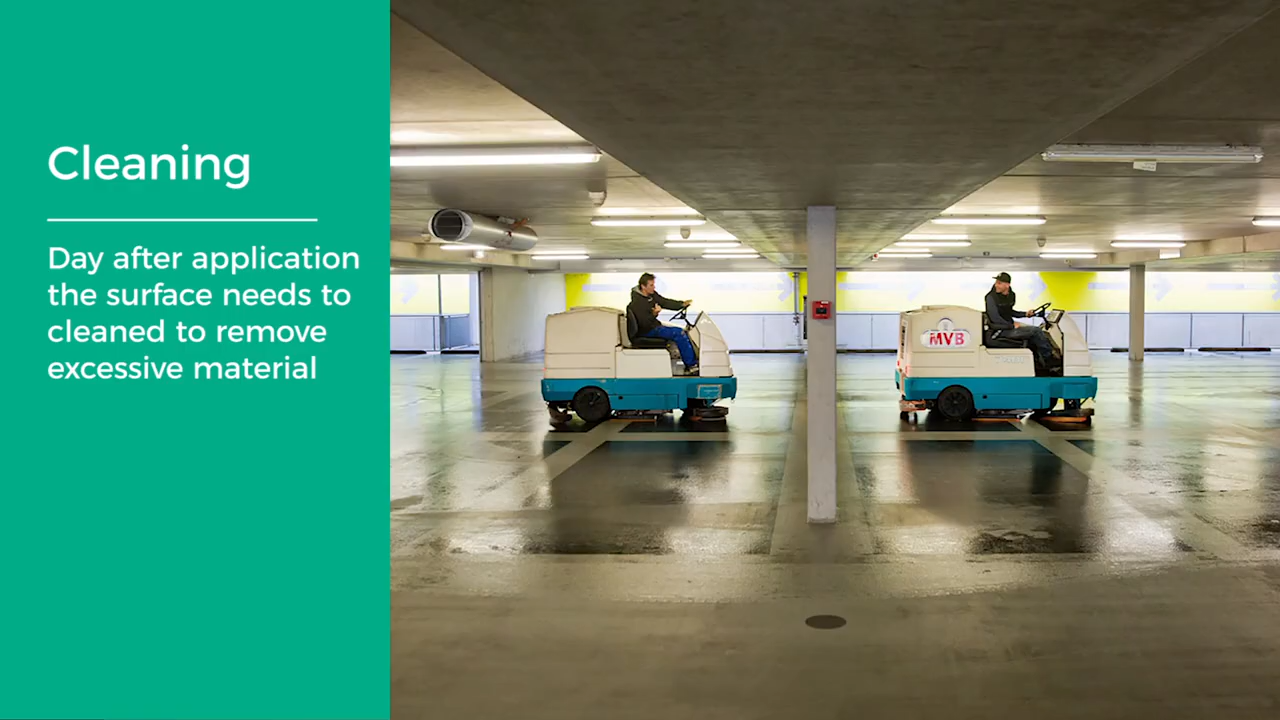 Cleaning
Day after application
the surface needs to
cleaned to remove
excessive material
MVB